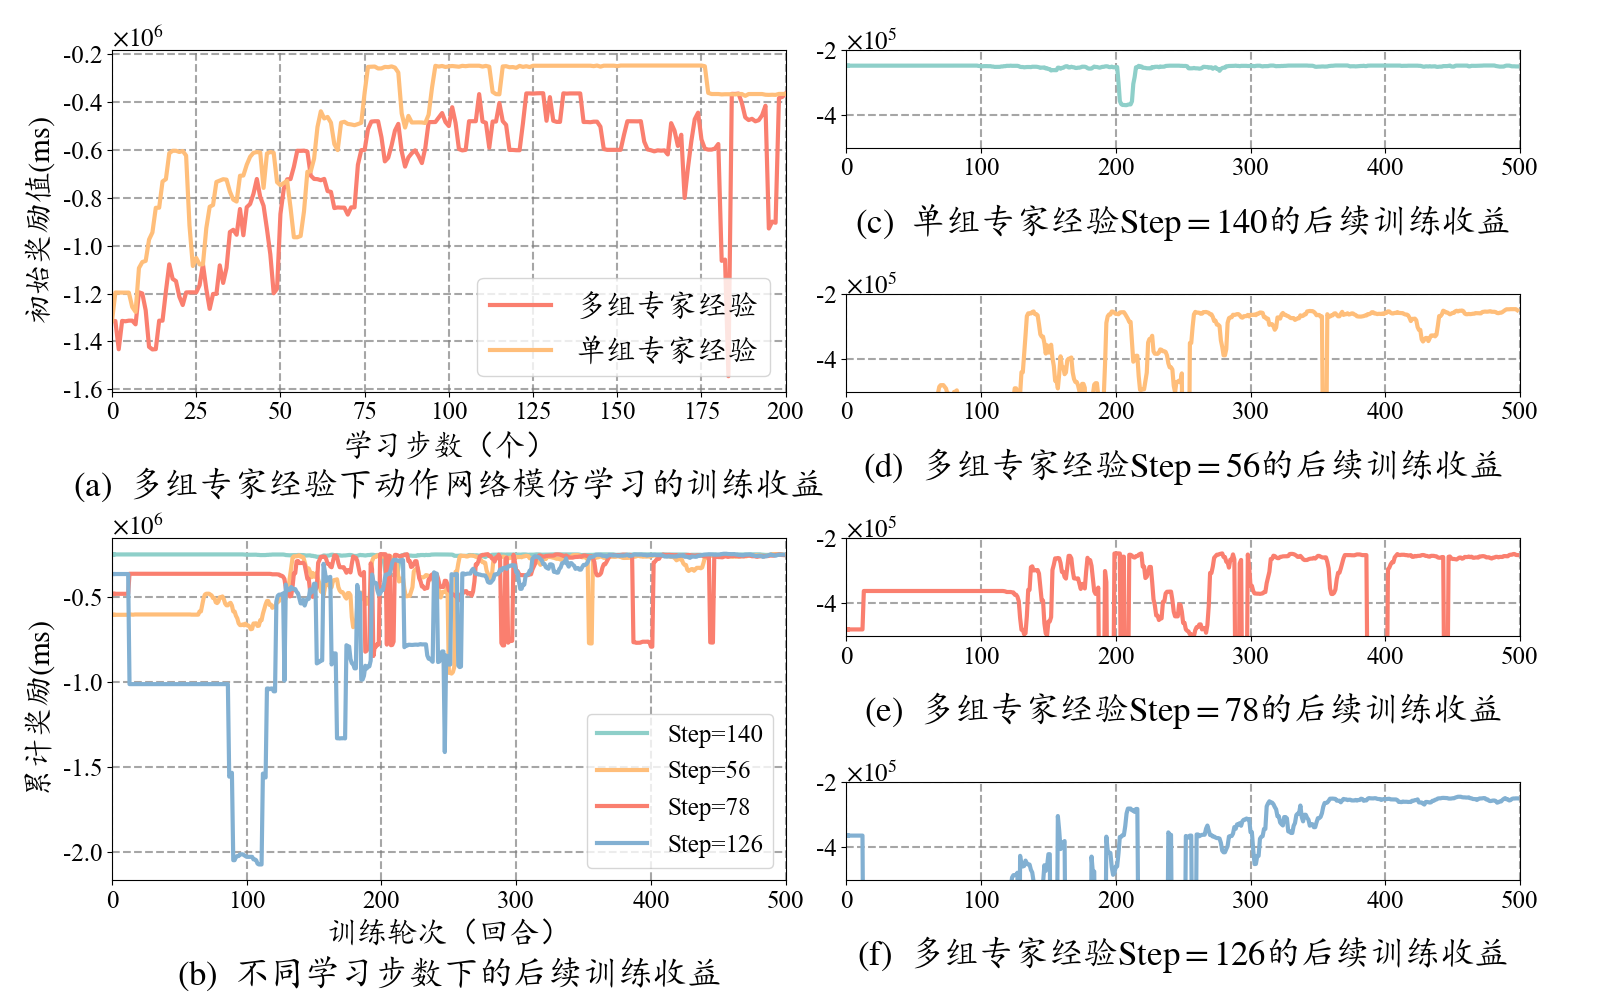 ×10⁶
-0.2
-0.4
-0.6
-0.8
-1.0
-1.2
-1.4
-1.6
初始奖励值(ms)
多组专家经验
单组专家经验
0 25 50 75 100 125 150 175 200
学习步数（个）
(a) 多组专家经验下动作网络模仿学习的训练收益
×10⁶
-0.5
-1.0
-1.5
-2.0
累计奖励(ms)
Step=140
Step=56
Step=78
Step=126
0 100 200 300 400 500
训练轮次（回合）
(b) 不同学习步数下的后续训练收益
×10⁵
-2
-4
0 100 200 300 400 500
(c) 单组专家经验Step=140的后续训练收益
×10⁵
-2
-4
0 100 200 300 400 500
(d) 多组专家经验Step=56的后续训练收益
×10⁵
-2
-4
0 100 200 300 400 500
(e) 多组专家经验Step=78的后续训练收益
×10⁵
-2
-4
0 100 200 300 400 500
(f) 多组专家经验Step=126的后续训练收益